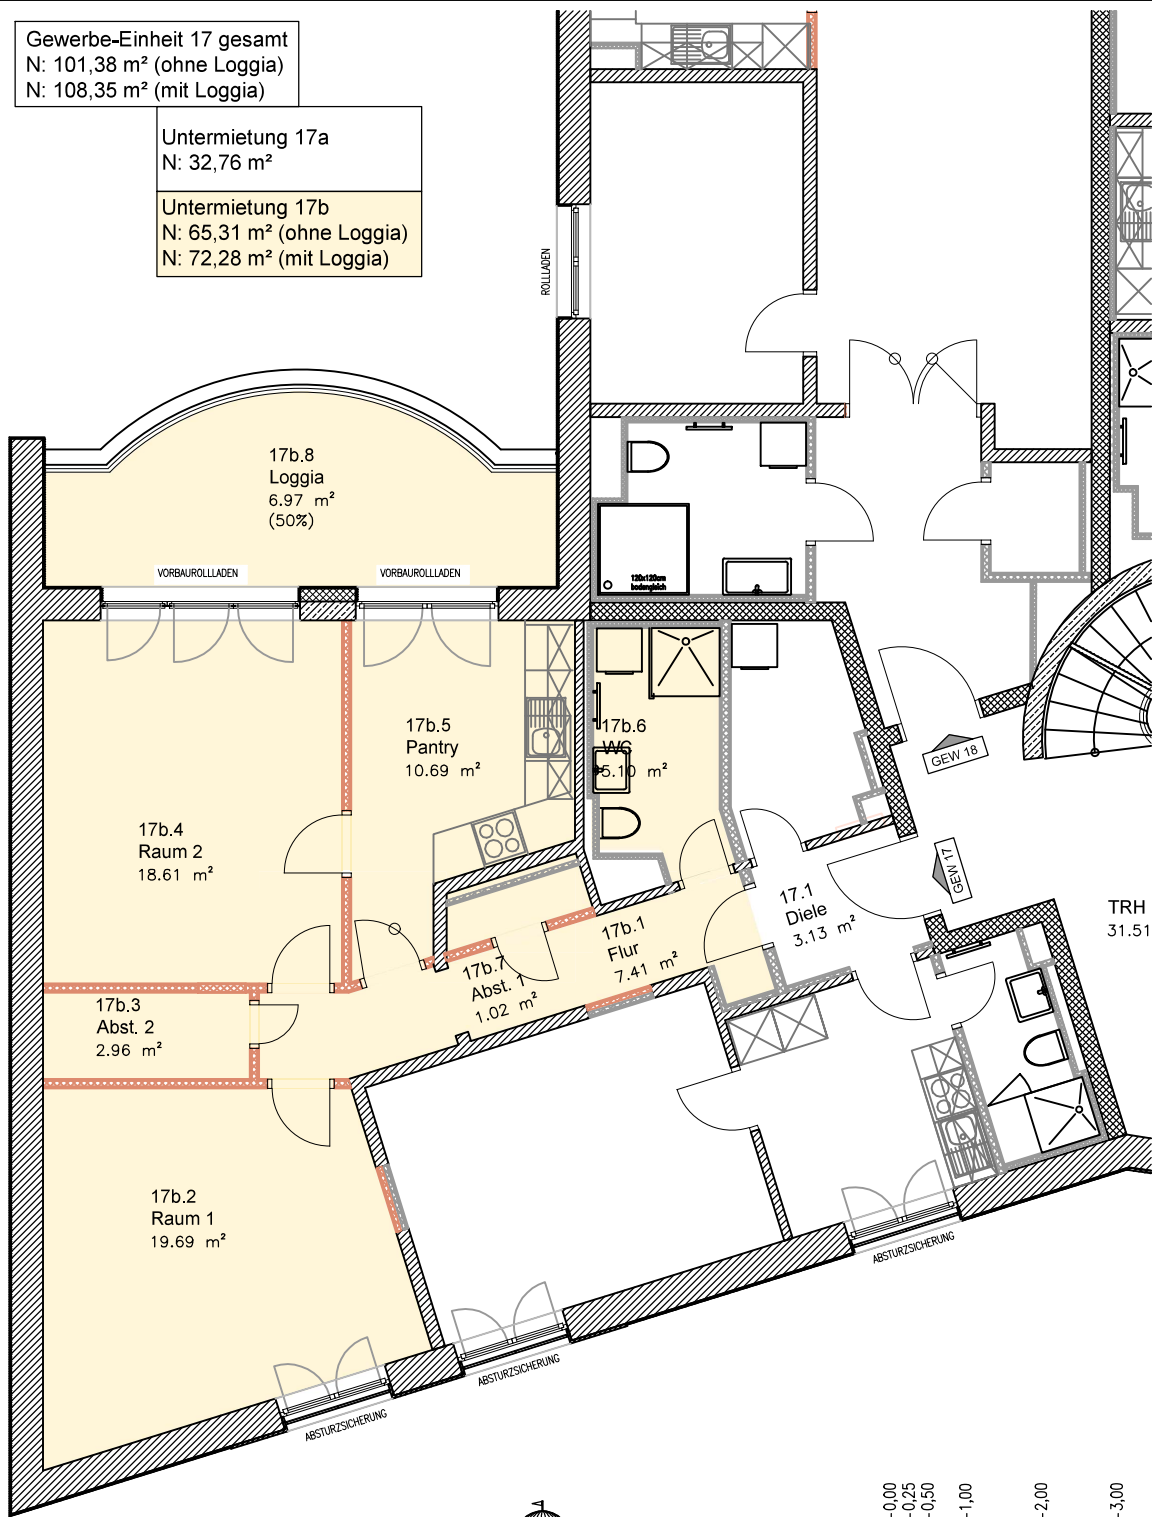 Gewerbe-Einheit 17 gesamt
N: 101,38 m² (ohne Loggia)
N: 108,35 m² (mit Loggia)
Untermietung 17a
N: 32,76 m²
Untermietung 17b
N: 65,31 m² (ohne Loggia)
N: 72,28 m² (mit Loggia)
ROLLLADEN
17b.8
Loggia
6.97 m²
(50%)
VORBAUROLLLADEN
VORBAUROLLLADEN
120x120cm
bodengleich
17b.5
Pantry
10.69 m²
17b.6
WC
5.10 m²
GEW 18
17b.4
Raum 2
18.61 m²
GEW 17
17.1
Diele
3.13 m²
TRH
31.51
17b.1
Flur
7.41 m²
17b.7
Abst. 1
1.02 m²
17b.3
Abst. 2
2.96 m²
17b.2
Raum 1
19.69 m²
ABSTURZSICHERUNG
ABSTURZSICHERUNG
ABSTURZSICHERUNG
0,00
0,25
0,50
1,00
2,00
3,00